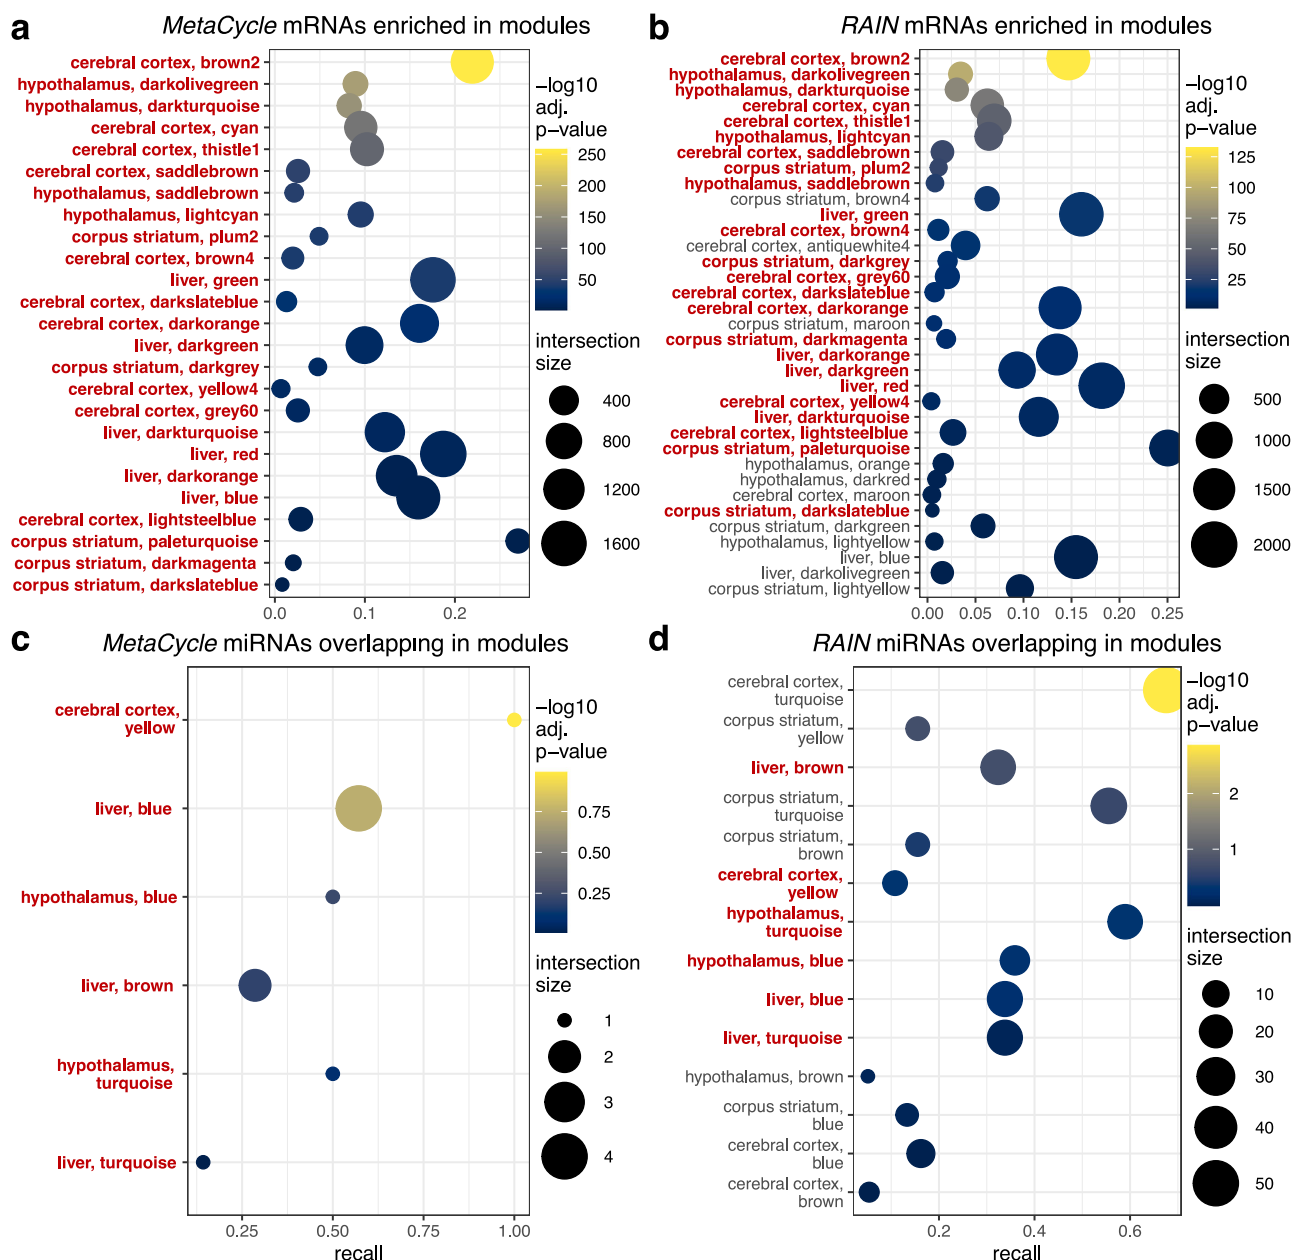 a
MetaCycle mRNAs enriched in modules
cerebral cortex, brown2
hypothalamus, darkolivegreen
hypothalamus, darkturquoise
cerebral cortex, cyan
cerebral cortex, thistle1
cerebral cortex, saddlebrown
hypothalamus, saddlebrown
hypothalamus, lightcyan
corpus striatum, plum2
cerebral cortex, brown4
liver, green
cerebral cortex, darkslateblue
cerebral cortex, darkorange
liver, darkgreen
corpus striatum, darkgrey
cerebral cortex, yellow4
cerebral cortex, grey60
liver, darkturquoise
liver, red
liver, darkorange
liver, blue
cerebral cortex, lightsteelblue
corpus striatum, paleturquoise
corpus striatum, darkmagenta
corpus striatum, darkslateblue
0.0 0.1 0.2
−log10
adj.
p−value
250
200
150
100
50
intersection
size
400
800
1200
1600
b
RAIN mRNAs enriched in modules
cerebral cortex, brown2
hypothalamus, darkolivegreen
hypothalamus, darkturquoise
cerebral cortex, cyan
cerebral cortex, thistle1
hypothalamus, lightcyan
cerebral cortex, saddlebrown
corpus striatum, plum2
hypothalamus, saddlebrown
corpus striatum, brown4
liver, green
cerebral cortex, brown4
cerebral cortex, antiquewhite4
corpus striatum, darkgrey
cerebral cortex, grey60
cerebral cortex, darkslateblue
cerebral cortex, darkorange
corpus striatum, maroon
corpus striatum, darkmagenta
liver, darkorange
liver, darkgreen
liver, red
cerebral cortex, yellow4
liver, darkturquoise
cerebral cortex, lightsteelblue
corpus striatum, paleturquoise
hypothalamus, orange
hypothalamus, darkred
cerebral cortex, maroon
corpus striatum, darkslateblue
corpus striatum, darkgreen
hypothalamus, lightyellow
liver, blue
liver, darkolivegreen
corpus striatum, lightyellow
0.00 0.05 0.10 0.15 0.20 0.25
−log10
adj.
p−value
125
100
75
50
25
intersection
size
500
1000
1500
2000
c
MetaCycle miRNAs overlapping in modules
cerebral cortex,
yellow
liver, blue
hypothalamus, blue
liver, brown
hypothalamus,
turquoise
liver, turquoise
0.25 0.50 0.75 1.00
recall
−log10
adj.
p−value
0.75
0.50
0.25
intersection
size
1
2
3
4
d
RAIN miRNAs overlapping in modules
cerebral cortex,
turquoise
corpus striatum,
yellow
liver, brown
corpus striatum,
turquoise
corpus striatum,
brown
cerebral cortex,
yellow
hypothalamus,
turquoise
hypothalamus, blue
liver, blue
liver, turquoise
hypothalamus, brown
corpus striatum,
blue
cerebral cortex,
blue
cerebral cortex,
brown
0.2 0.4 0.6
recall
−log10
adj.
p−value
2
1
intersection
size
10
20
30
40
50